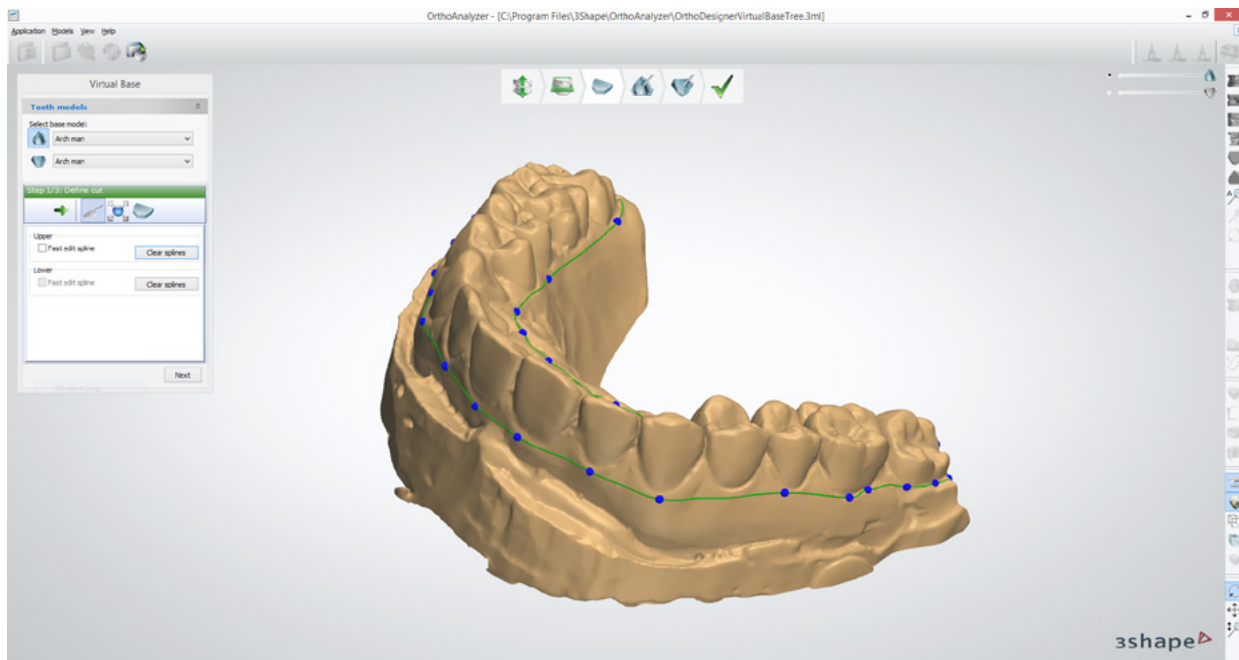 OrthoAnalyzer - [C:\Program Files\3Shape\OrthoAnalyzer\OrthoDesignerVirtualBaseTree.3ml]
Application Models View Help
Virtual Base
Teeth models
Select base model:
Arch man
Arch man
Step 1/3: Define cut
Upper
Fast edit spline
Clear splines
Lower
Fast edit spline
Clear splines
Next
3shape